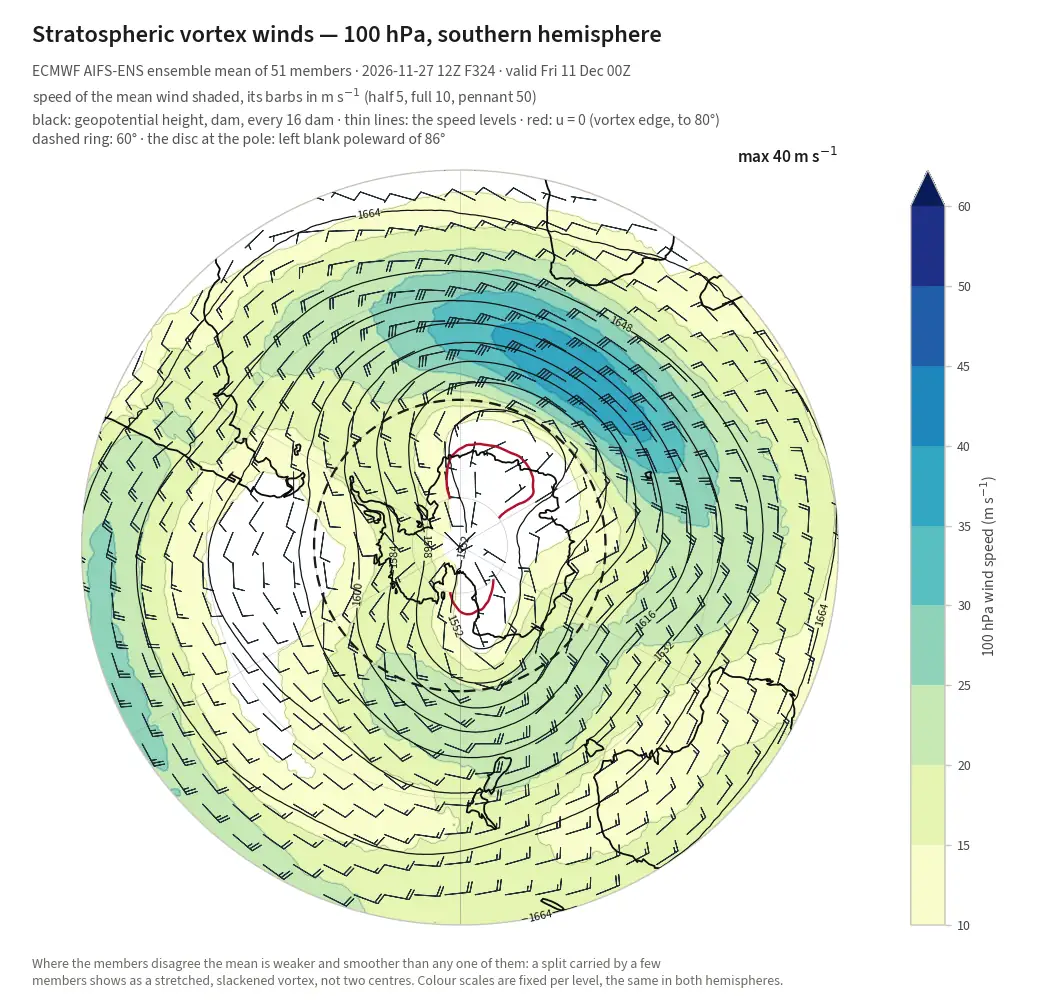 Stratospheric vortex winds — 100 hPa, southern hemisphere
ECMWF AIFS-ENS ensemble mean of 51 members · 2026-11-27 12Z F324 · valid Fri 11 Dec 00Z
speed of the mean wind shaded, its barbs in m s⁻¹ (half 5, full 10, pennant 50)
black: geopotential height, dam, every 16 dam · thin lines: the speed levels · red: u = 0 (vortex edge, to 80°)
dashed ring: 60° · the disc at the pole: left blank poleward of 86°
max 40 m s⁻¹
1664
1648
1552
1568
1584
1600
1552
1616
1632
1664
1664
60
50
45
40
35
30
25
20
15
10
100 hPa wind speed (m s⁻¹)
Where the members disagree the mean is weaker and smoother than any one of them: a split carried by a few
members shows as a stretched, slackened vortex, not two centres. Colour scales are fixed per level, the same in both hemispheres.